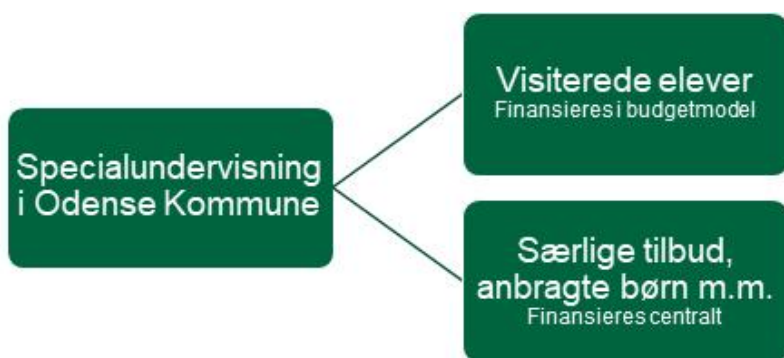 Specialundervisning
i Odense Kommune
Visiterede elever
Finansieres i budgetmodel
Særlige tilbud,
anbragte børn m.m.
Finansieres centralt